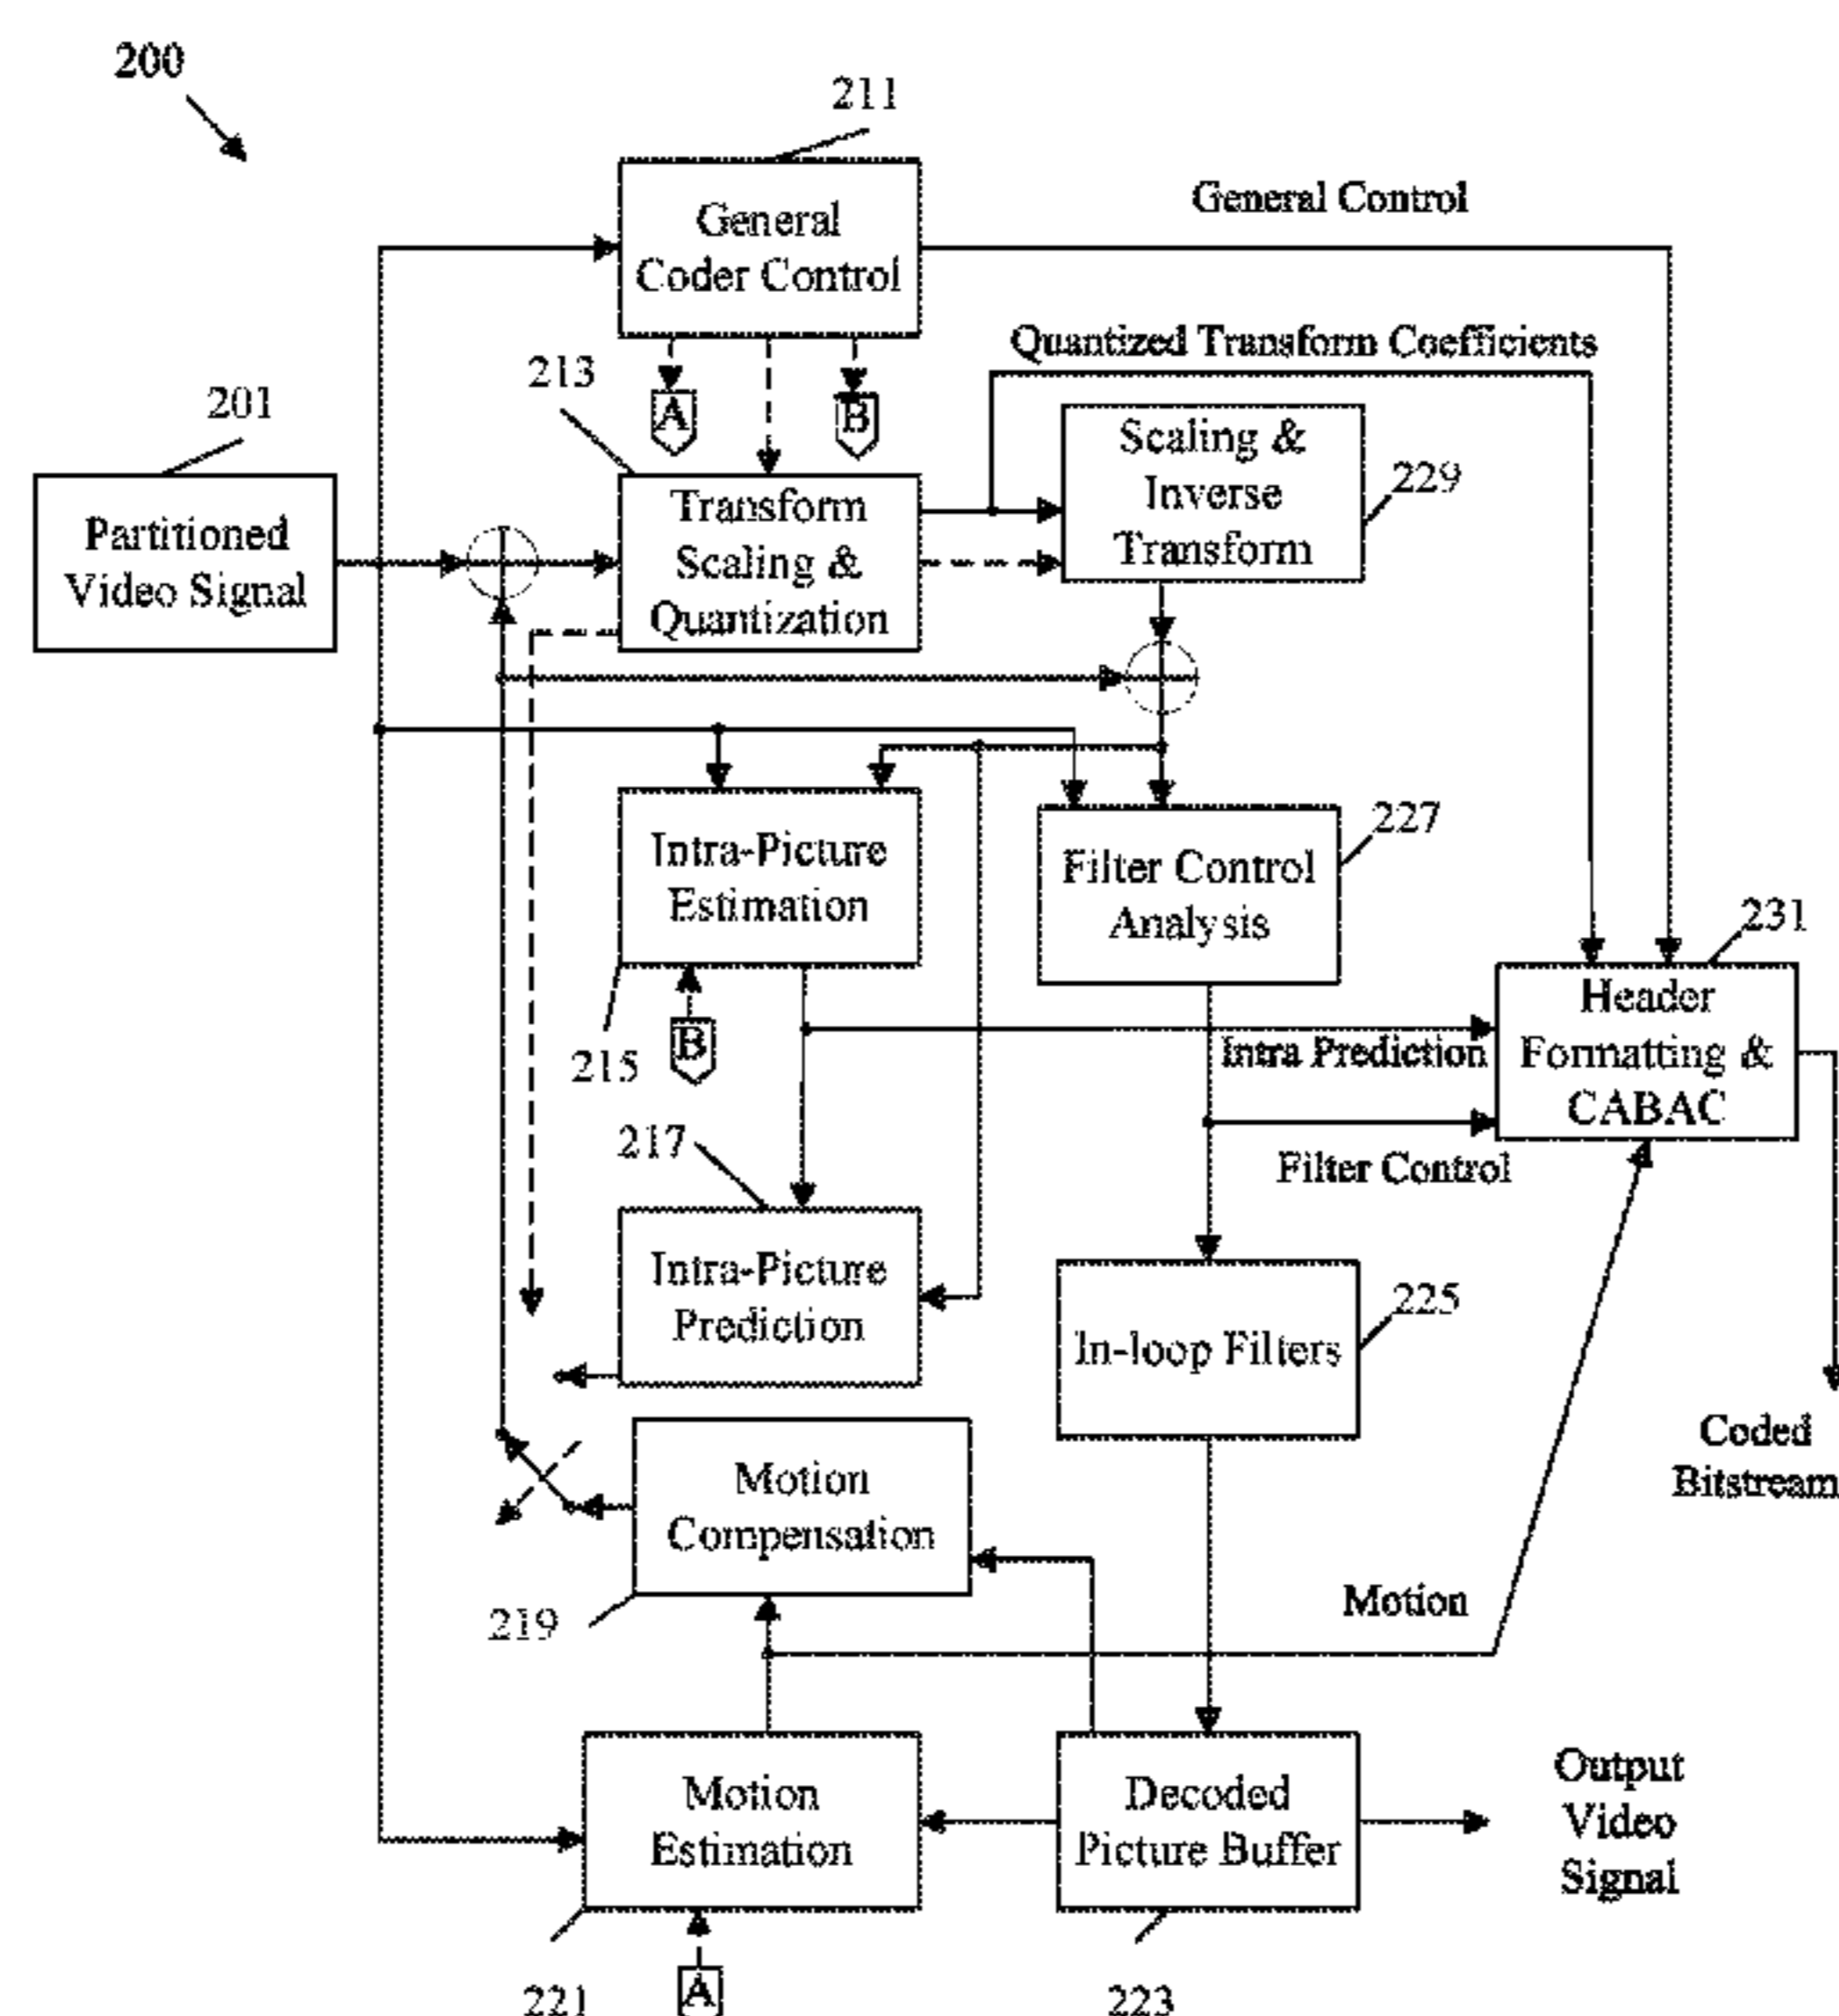 200
211
General
Coder Control
General Control
Quantized Transform Coefficients
213
A
B
201
Partitioned
Video Signal
Transform
Scaling &
Quantization
Scaling &
Inverse
Transform
229
Intra-Picture
Estimation
227
Filter Control
Analysis
231
Header
Formatting &
CABAC
215
B
Intra Prediction
217
Filter Control
Intra-Picture
Prediction
225
In-loop Filters
Coded
Bitstream
Motion
Compensation
219
Motion
Motion
Estimation
Decoded
Picture Buffer
Output
Video
Signal
221
A
223